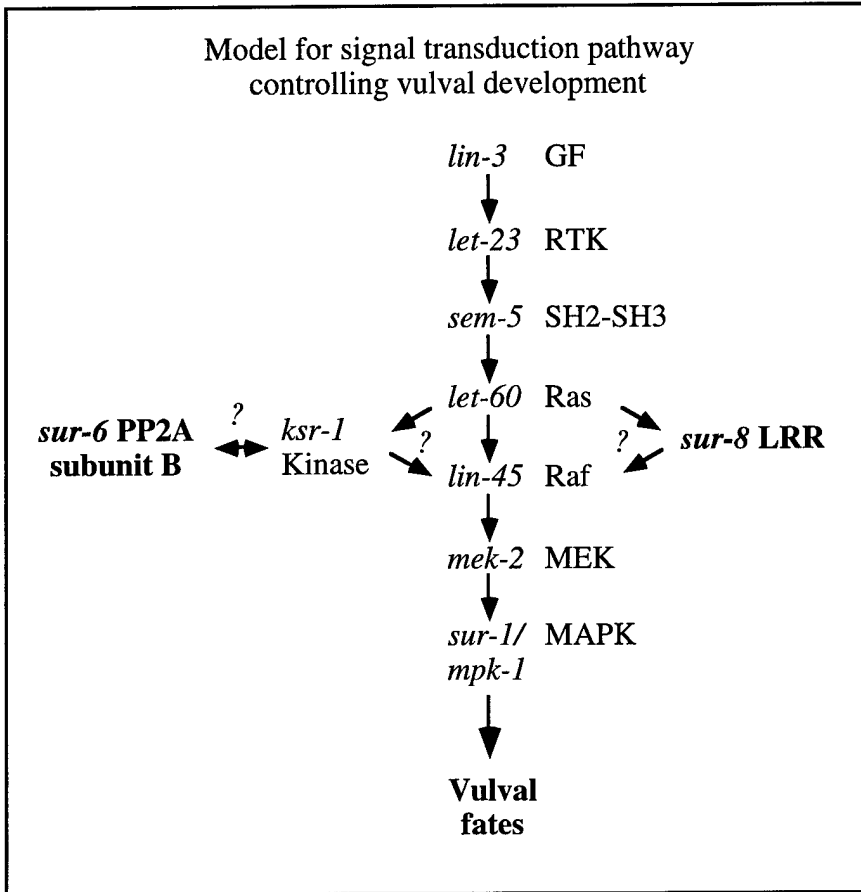 Model for signal transduction pathway
controlling vulval development
lin-3 GF
let-23 RTK
sem-5 SH2-SH3
let-60 Ras
sur-6 PP2A
subunit B
?
ksr-1
Kinase
?
?
sur-8 LRR
lin-45 Raf
mek-2 MEK
sur-1/ MAPK
mpk-1
Vulval
fates